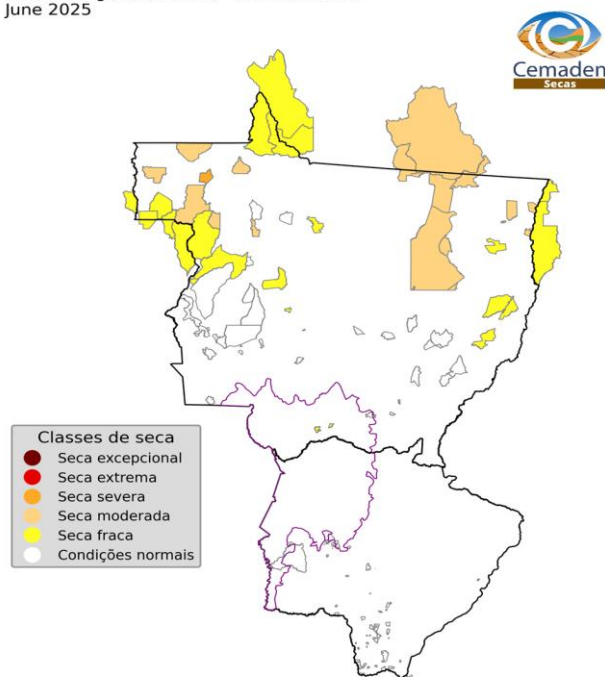 June 2025
Cemaden
Secas
Classes de seca
Seca excepcional
Seca extrema
Seca severa
Seca moderada
Seca fraca
Condições normais